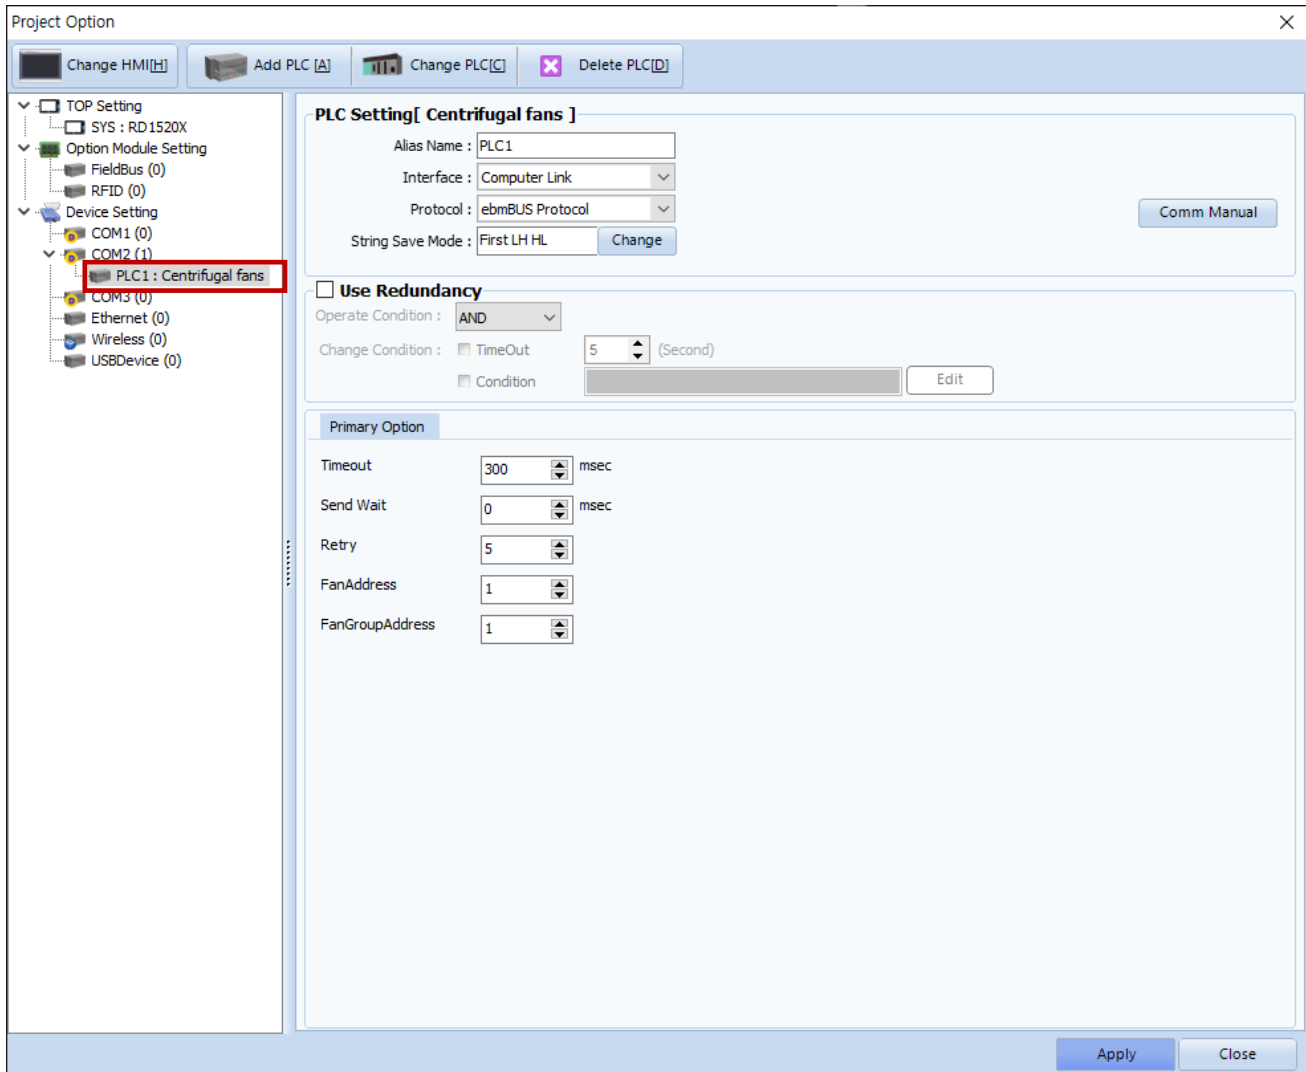 Project Option
Change HMI[H] Add PLC [A] Change PLC[C] Delete PLC[D]
TOP Setting
SYS : RD1520X
Option Module Setting
FieldBus (0)
RFID (0)
Device Setting
COM1 (0)
COM2 (1)
PLC1 : Centrifugal fans
COM3 (0)
Ethernet (0)
Wireless (0)
USBDevice (0)
PLC Setting[ Centrifugal fans ]
Alias Name : PLC1
Interface : Computer Link
Protocol : ebmBUS Protocol
Comm Manual
String Save Mode : First LH HL Change
Use Redundancy
Operate Condition : AND
Change Condition : TimeOut 5 (Second)
Condition Edit
Primary Option
Timeout 300 msec
Send Wait 0 msec
Retry 5
FanAddress 1
FanGroupAddress 1
Apply Close